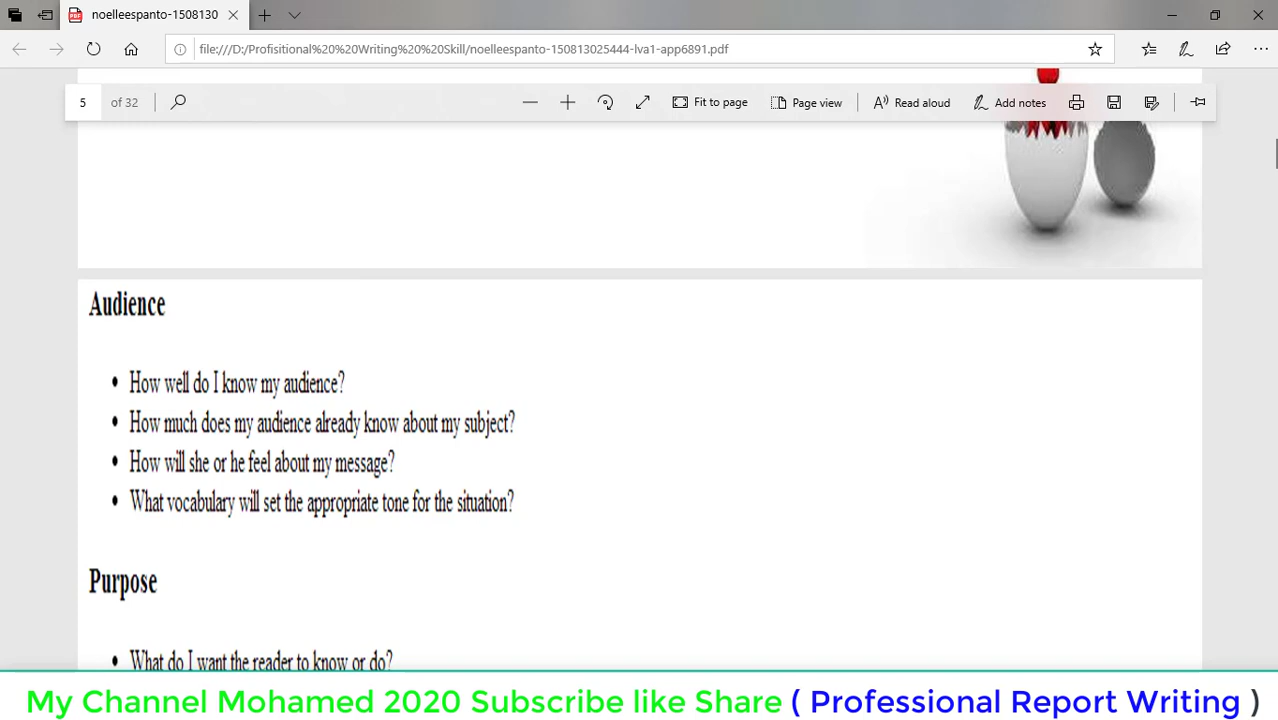 noelleespanto-1508130
file:///D:/Profisitional%20%20Writing%20%20Skill/noelleespanto-150813025444-lva1-app6891.pdf
5 of 32 Fit to page Page view Read aloud Add notes
Audience
• How well do I know my audience?
• How much does my audience already know about my subject?
• How will she or he feel about my message?
• What vocabulary will set the appropriate tone for the situation?
Purpose
• What do I want the reader to know or do?
My Channel Mohamed 2020 Subscribe like Share ( Professional Report Writing )